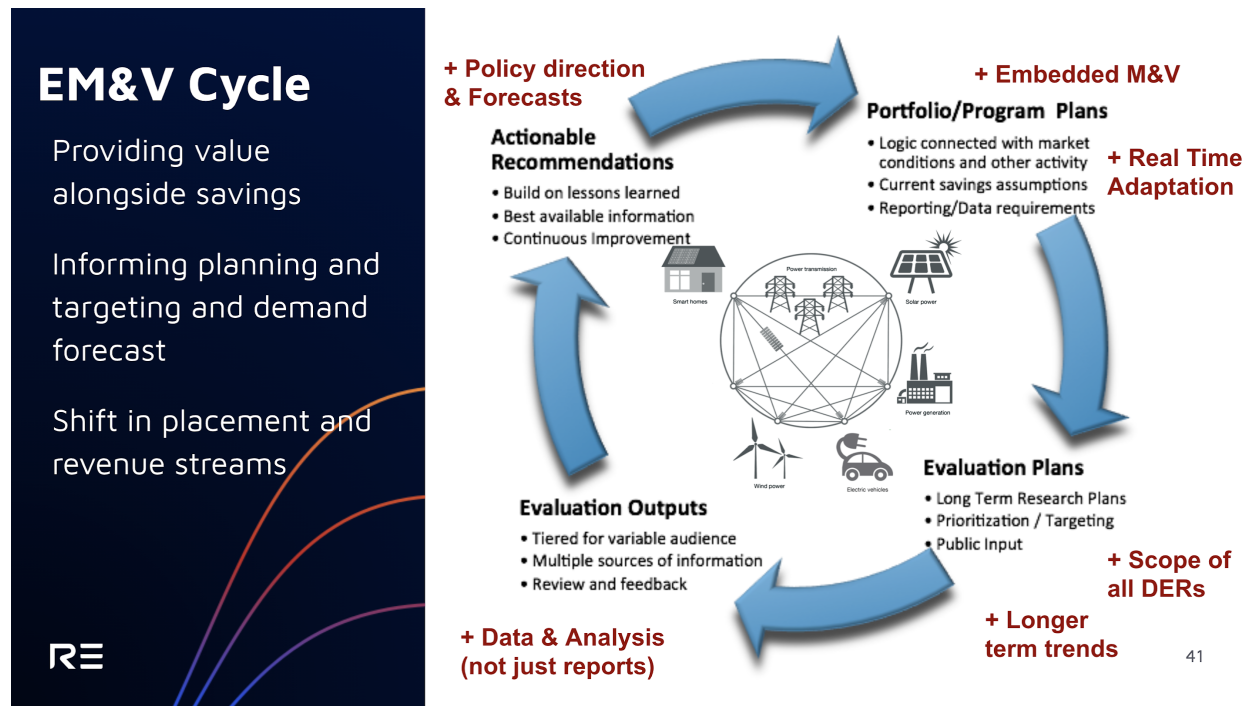 EM&V Cycle
Providing value
alongside savings
Informing planning and
targeting and demand
forecast
Shift in placement and
revenue streams
RE
+ Policy direction
& Forecasts
Actionable
Recommendations
• Build on lessons learned
• Best available information
• Continuous Improvement
+ Embedded M&V
Portfolio/Program Plans
• Logic connected with market
conditions and other activity
• Current savings assumptions
• Reporting/Data requirements
+ Real Time
Adaptation
Smart homes
Power transmission
Solar power
Power generation
Wind power
Electric vehicles
Evaluation Plans
• Long Term Research Plans
• Prioritization / Targeting
• Public Input
+ Scope of
all DERs
+ Longer
term trends
Evaluation Outputs
• Tiered for variable audience
• Multiple sources of information
• Review and feedback
+ Data & Analysis
(not just reports)
41